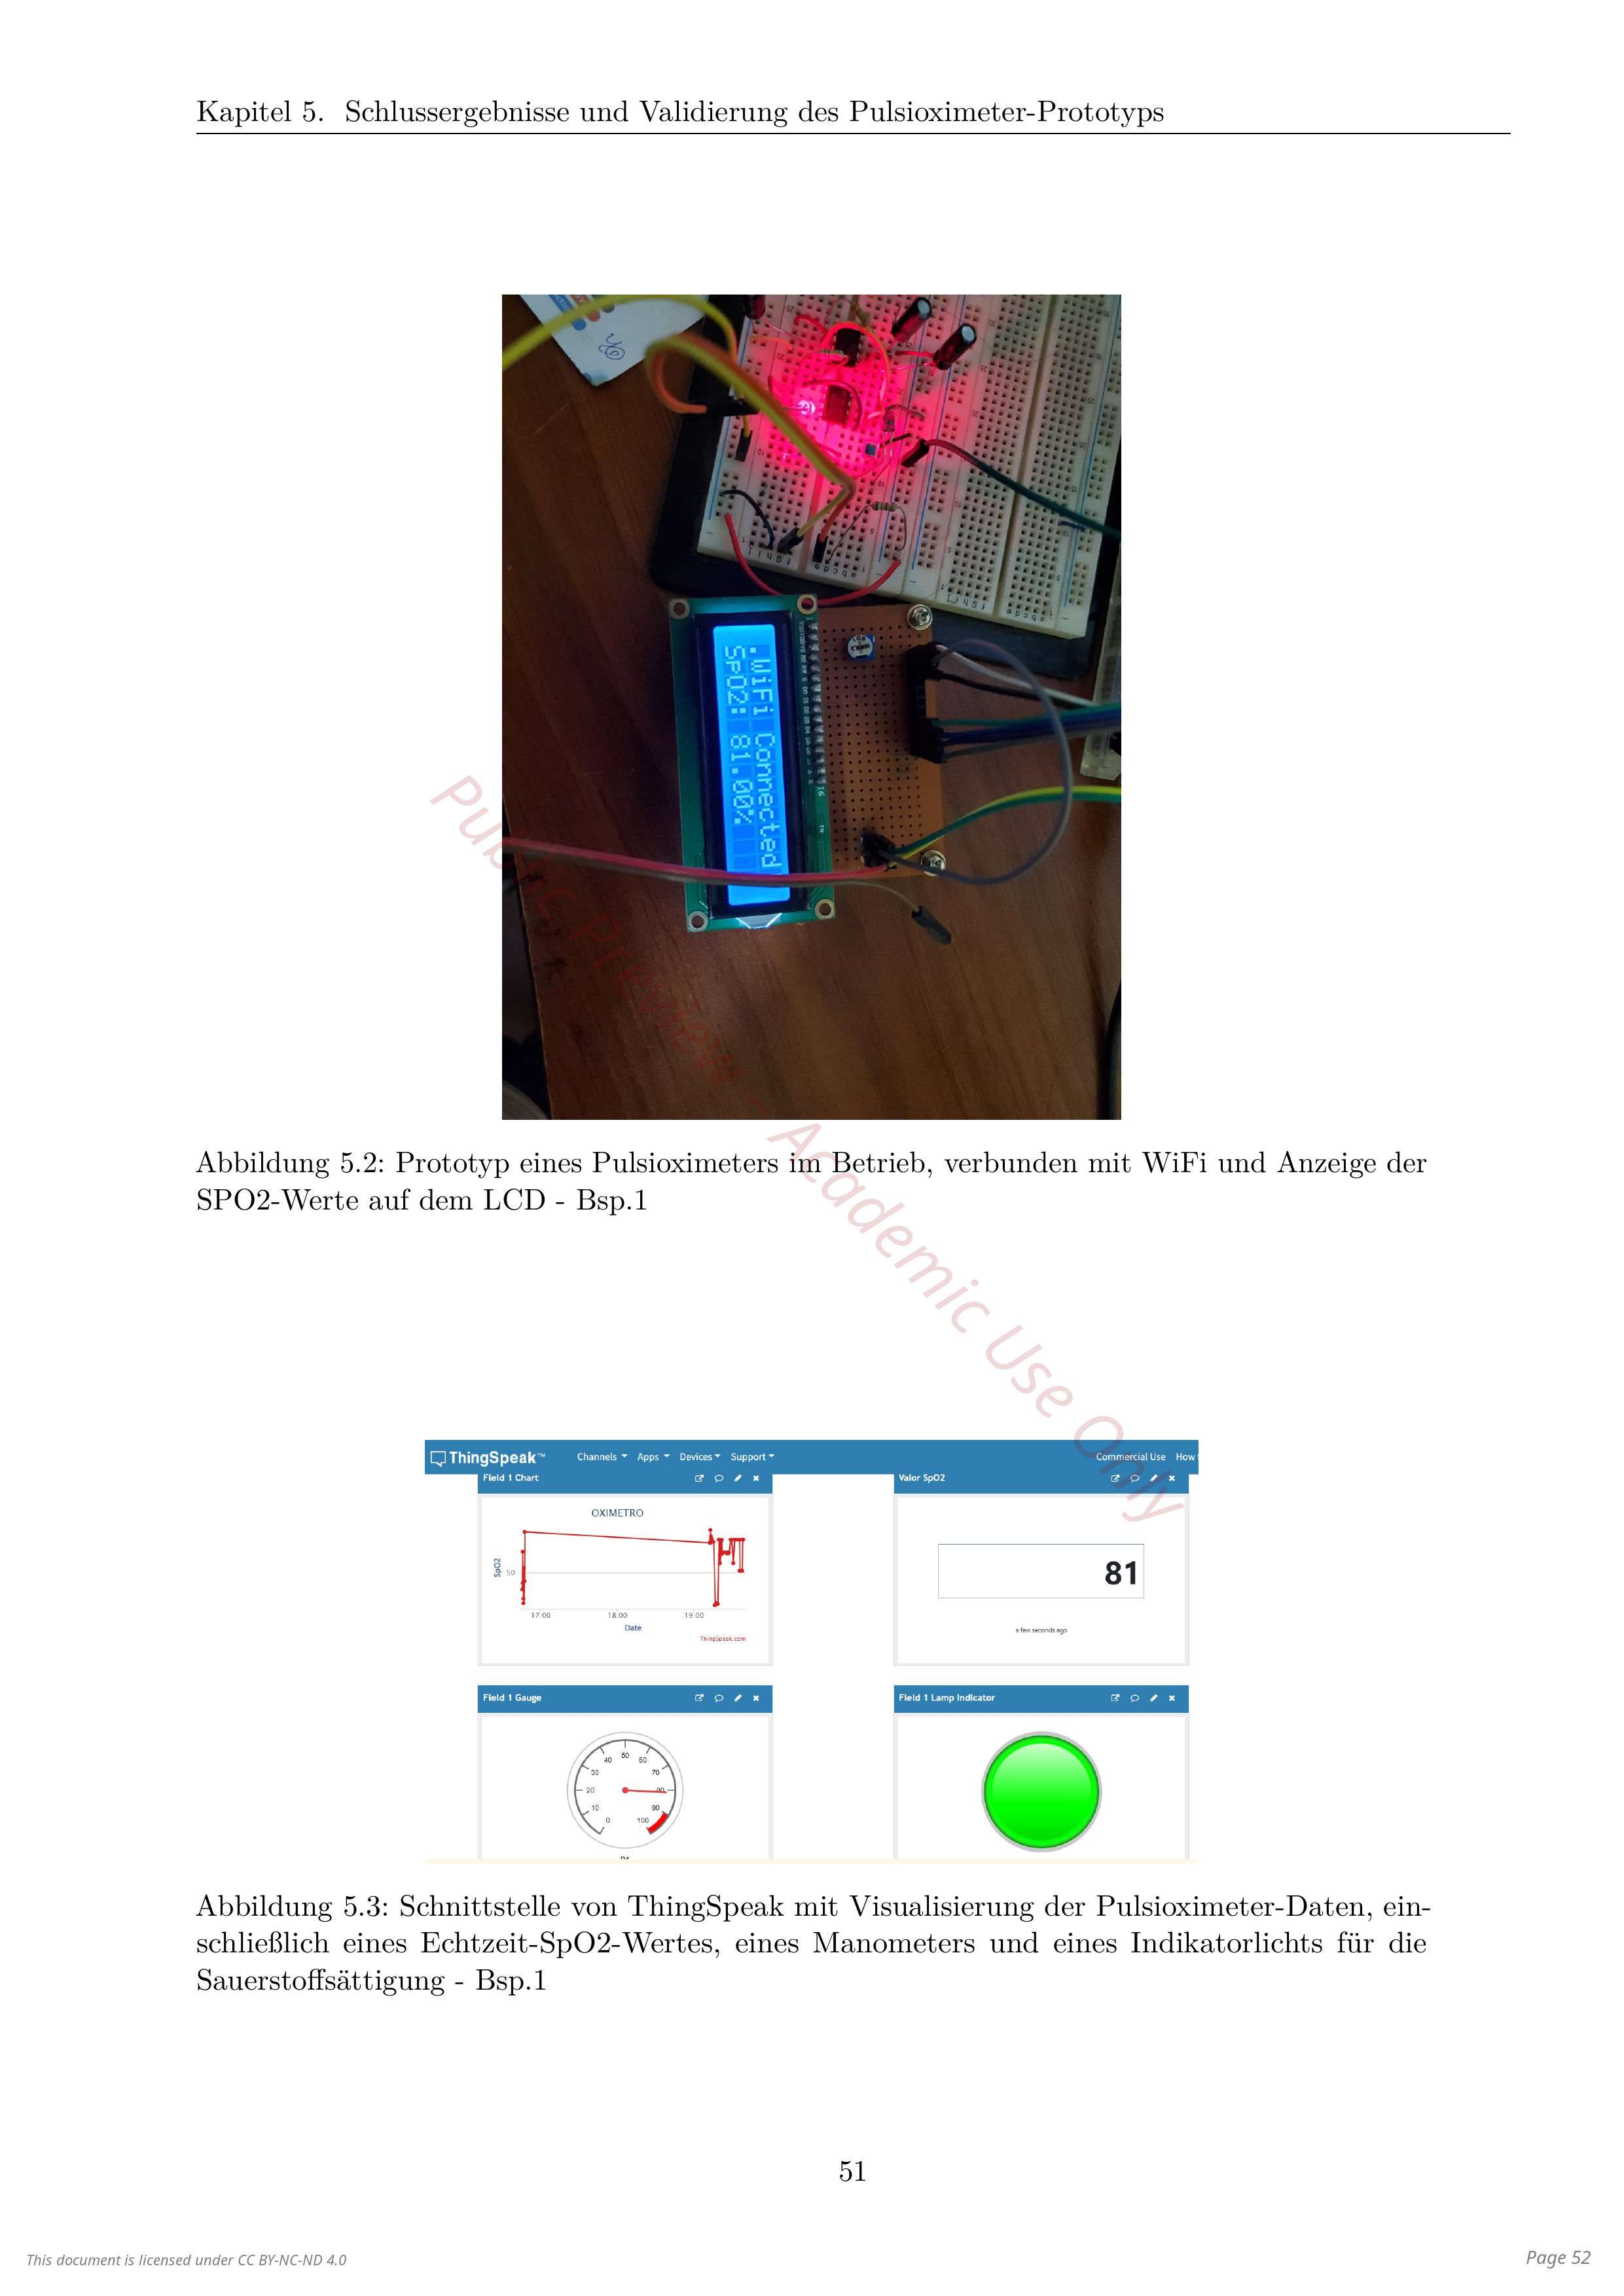 Kapitel 5. Schlussergebnisse und Validierung des Pulsioximeter-Prototyps
.WiFi Connected
SPO2: 81.00%
Abbildung 5.2: Prototyp eines Pulsioximeters im Betrieb, verbunden mit WiFi und Anzeige der
SPO2-Werte auf dem LCD - Bsp.1
Public Preview - Academic Use Only
ThingSpeak™ Channels Apps Devices Support Commercial Use How
Field 1 Chart
OXIMETRO
SpO2
50
17:00 18:00 19:00
Date
ThingSpeak.com
Valor SpO2
81
a few seconds ago
Field 1 Gauge
0 10 20 30 40 50 60 70 80 90 100
Field 1 Lamp Indicator
Abbildung 5.3: Schnittstelle von ThingSpeak mit Visualisierung der Pulsioximeter-Daten, ein-
schließlich eines Echtzeit-SpO2-Wertes, eines Manometers und eines Indikatorlichts für die
Sauerstoffsättigung - Bsp.1
51
This document is licensed under CC BY-NC-ND 4.0
Page 52